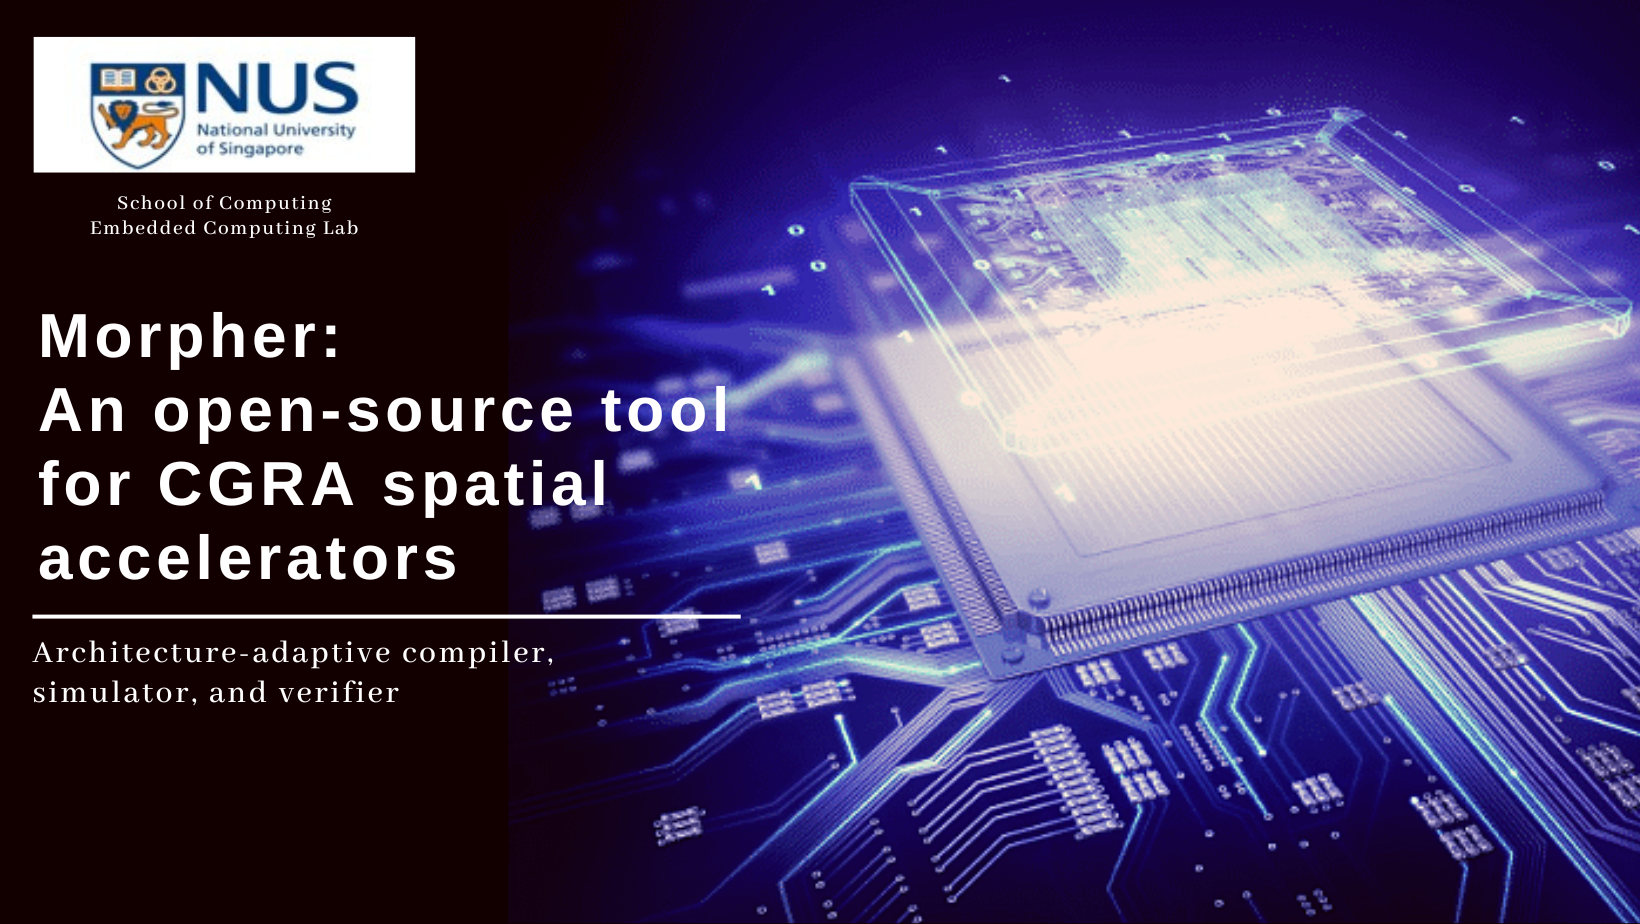 NUS
National University
of Singapore
School of Computing
Embedded Computing Lab
Morpher:
An open-source tool
for CGRA spatial
accelerators
Architecture-adaptive compiler,
simulator, and verifier